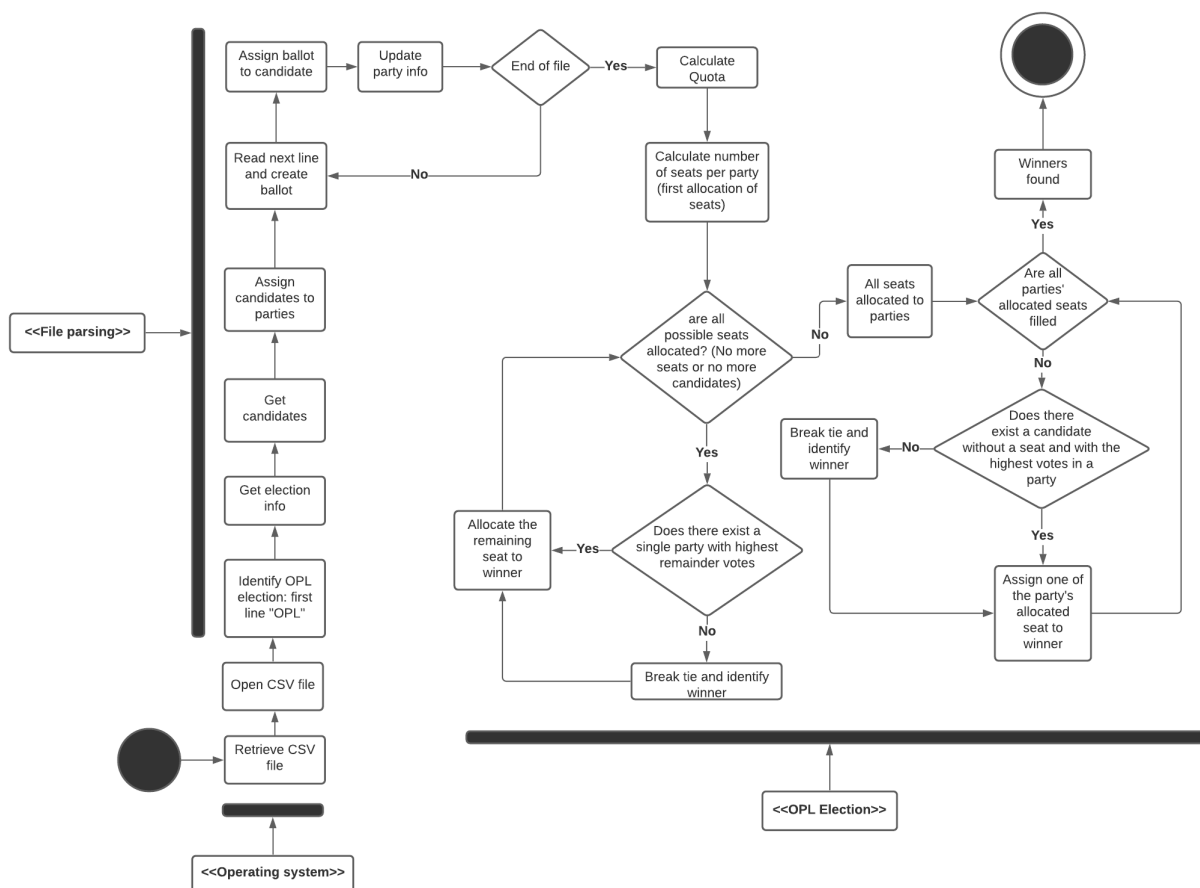 Assign ballot
to candidate
Update
party info
End of file
Yes
Calculate
Quota
Read next line
and create
ballot
No
Calculate number
of seats per party
(first allocation of
seats)
Winners
found
Yes
Assign
candidates to
parties
All seats
allocated to
parties
Are all
parties'
allocated seats
filled
<<File parsing>>
are all
possible seats
allocated? (No more
seats or no more
candidates)
No
No
Get
candidates
Does there
exist a candidate
without a seat and with the
highest votes in a
party
Break tie and
identify
winner
No
Yes
Get election
info
Allocate the
remaining
seat to
winner
Yes
Does there exist a
single party with highest
remainder votes
Yes
Identify OPL
election: first
line "OPL"
Assign one of
the party's
allocated
seat to
winner
No
Open CSV file
Break tie and identify
winner
Retrieve CSV
file
<<OPL Election>>
<<Operating system>>